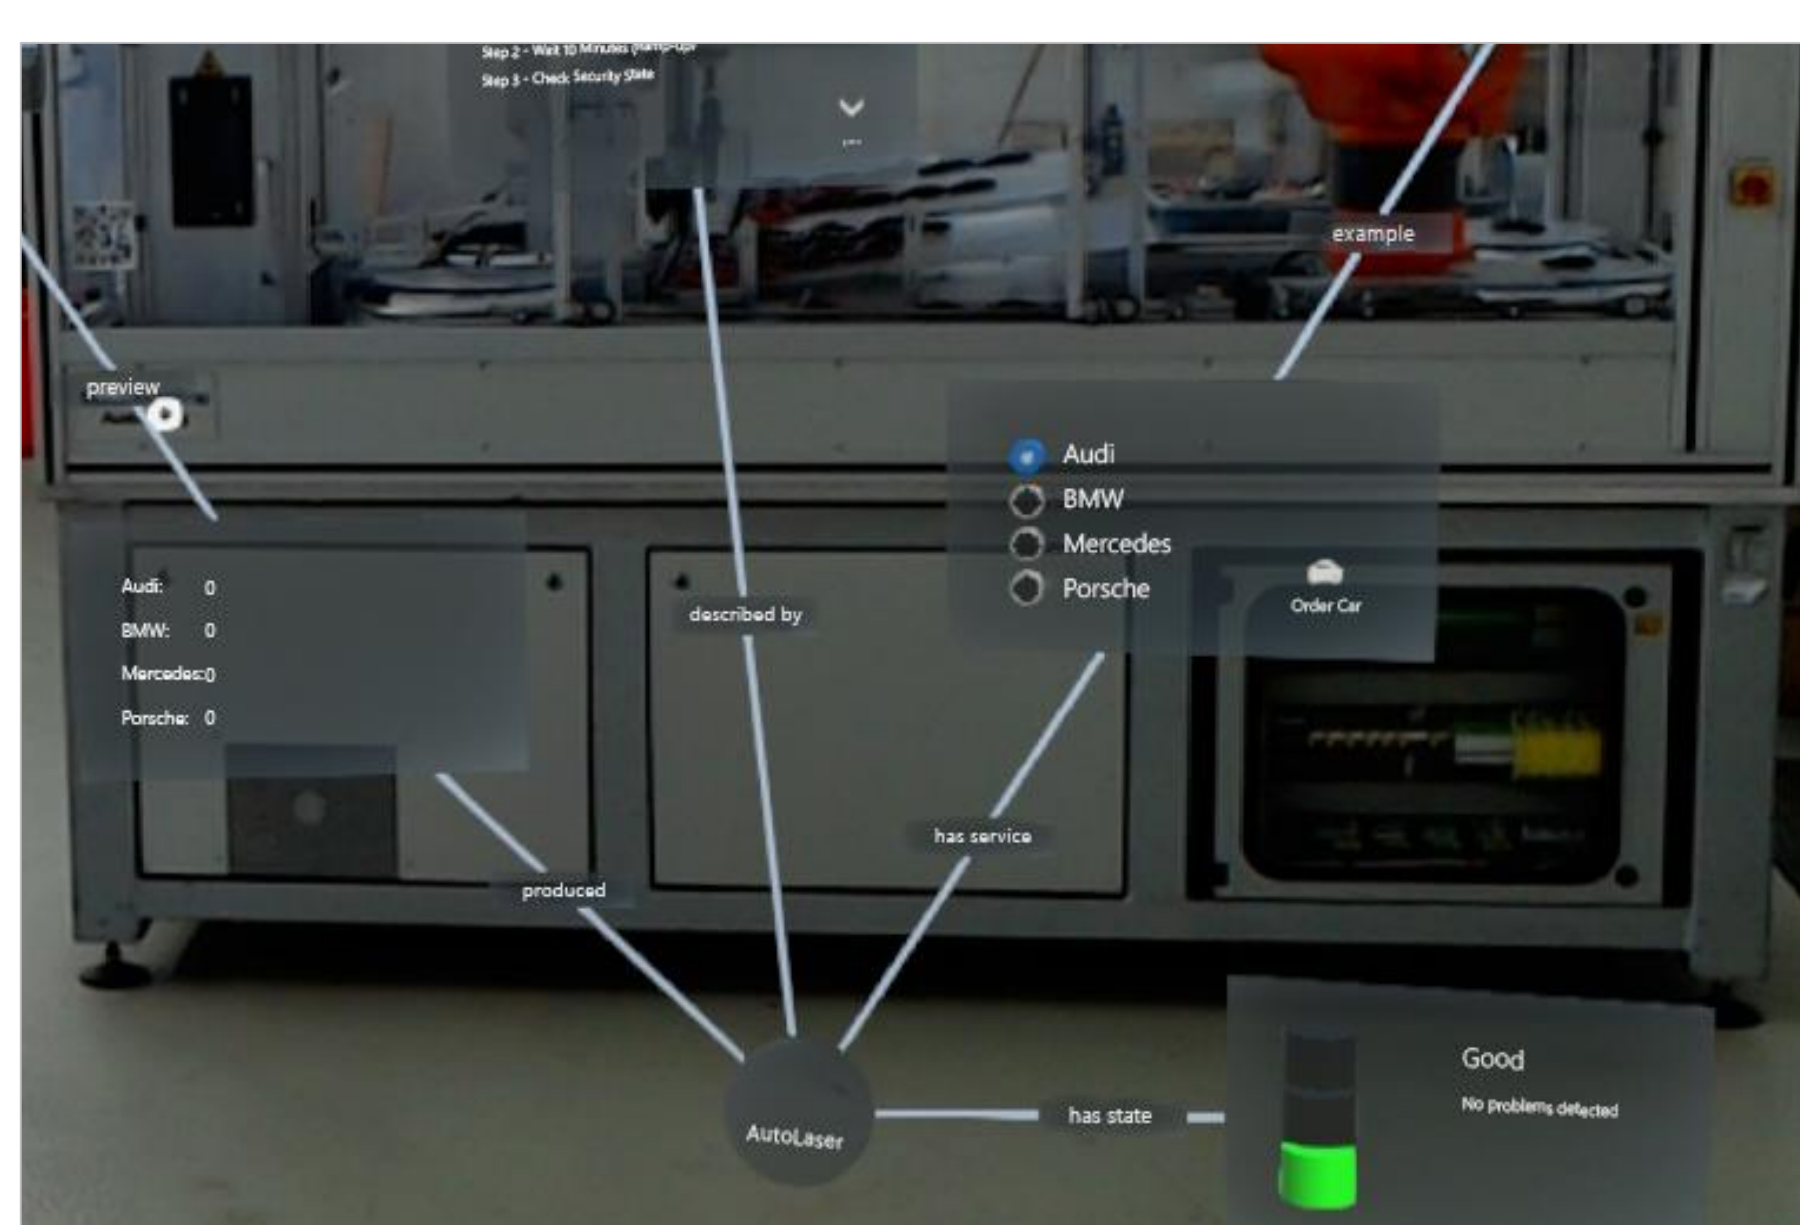 Step 2 - Wait 10 Minutes (Ramp-up)
Step 3 - Check Security State
example
preview
Audi
BMW
Mercedes
Porsche
Order Car
Audi: 0
BMW: 0
Mercedes: 0
Porsche: 0
described by
has service
produced
AutoLaser
has state
Good
No problems detected